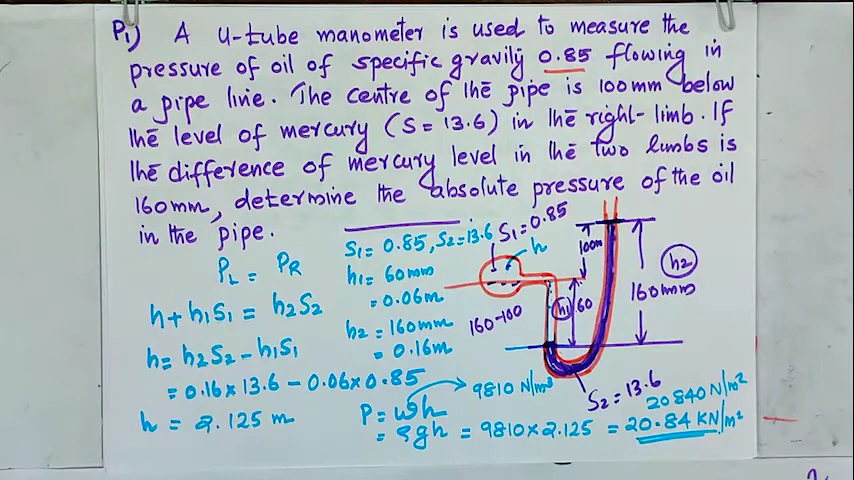 P1) A U-tube manometer is used to measure the
pressure of oil of specific gravity 0.85 flowing in
a pipe line. The centre of the pipe is 100mm below
the level of mercury (S = 13.6) in the right-limb. If
the difference of mercury level in the two limbs is
160mm, determine the absolute pressure of the oil
in the pipe.
PL = PR
h + h1S1 = h2S2
h = h2S2 - h1S1
= 0.16 x 13.6 - 0.06 x 0.85
h = 2.125 m
S1 = 0.85, S2 = 13.6
h1 = 60mm
= 0.06m
h2 = 160mm
= 0.16m
S1 = 0.85
h
100m
h2
160mm
h1 60
160-100
S2 = 13.6
P = ωh
9810 N/m³
20840 N/m²
= ρgh = 9810 x 2.125 = 20.84 KN/m²